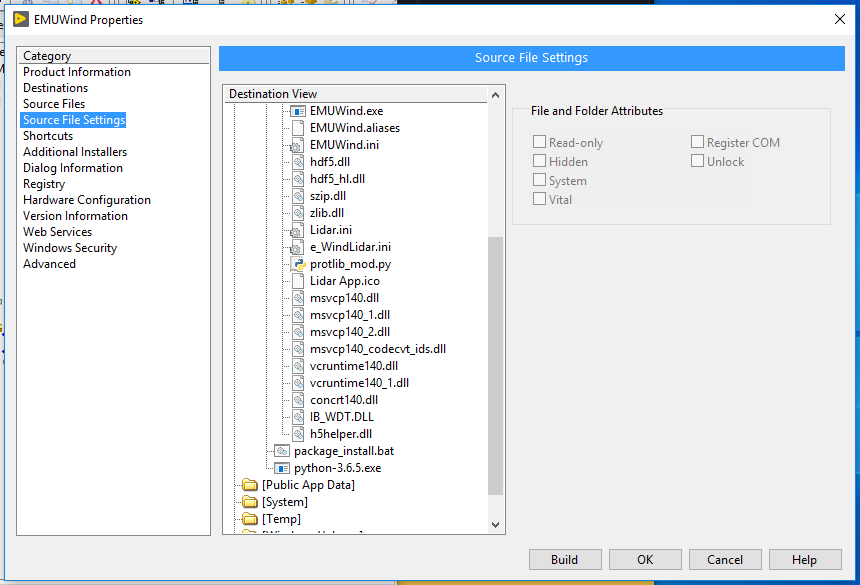 EMUWind Properties
Category
Product Information
Destinations
Source Files
Source File Settings
Shortcuts
Additional Installers
Dialog Information
Registry
Hardware Configuration
Version Information
Web Services
Windows Security
Advanced
Source File Settings
Destination View
EMUWind.exe
EMUWind.aliases
EMUWind.ini
hdf5.dll
hdf5_hl.dll
szip.dll
zlib.dll
Lidar.ini
e_WindLidar.ini
protlib_mod.py
Lidar App.ico
msvcp140.dll
msvcp140_1.dll
msvcp140_2.dll
msvcp140_codecvt_ids.dll
vcruntime140.dll
vcruntime140_1.dll
concrt140.dll
IB_WDT.DLL
h5helper.dll
package_install.bat
python-3.6.5.exe
[Public App Data]
[System]
[Temp]
File and Folder Attributes
Read-only
Register COM
Hidden
Unlock
System
Vital
Build
OK
Cancel
Help